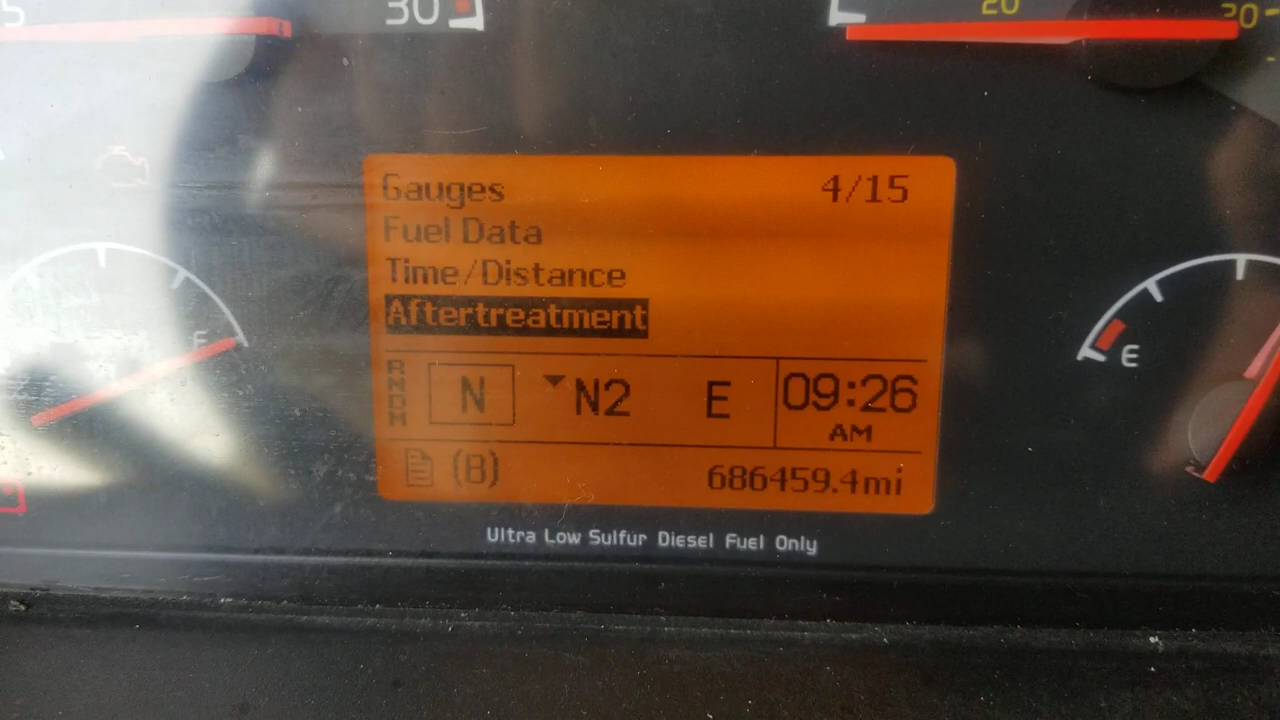 5
30
20
Gauges 4/15
Fuel Data
Time/Distance
Aftertreatment
F
E
RNDM N N2 E 09:26
AM
(8) 686459.4mi
Ultra Low Sulfur Diesel Fuel Only